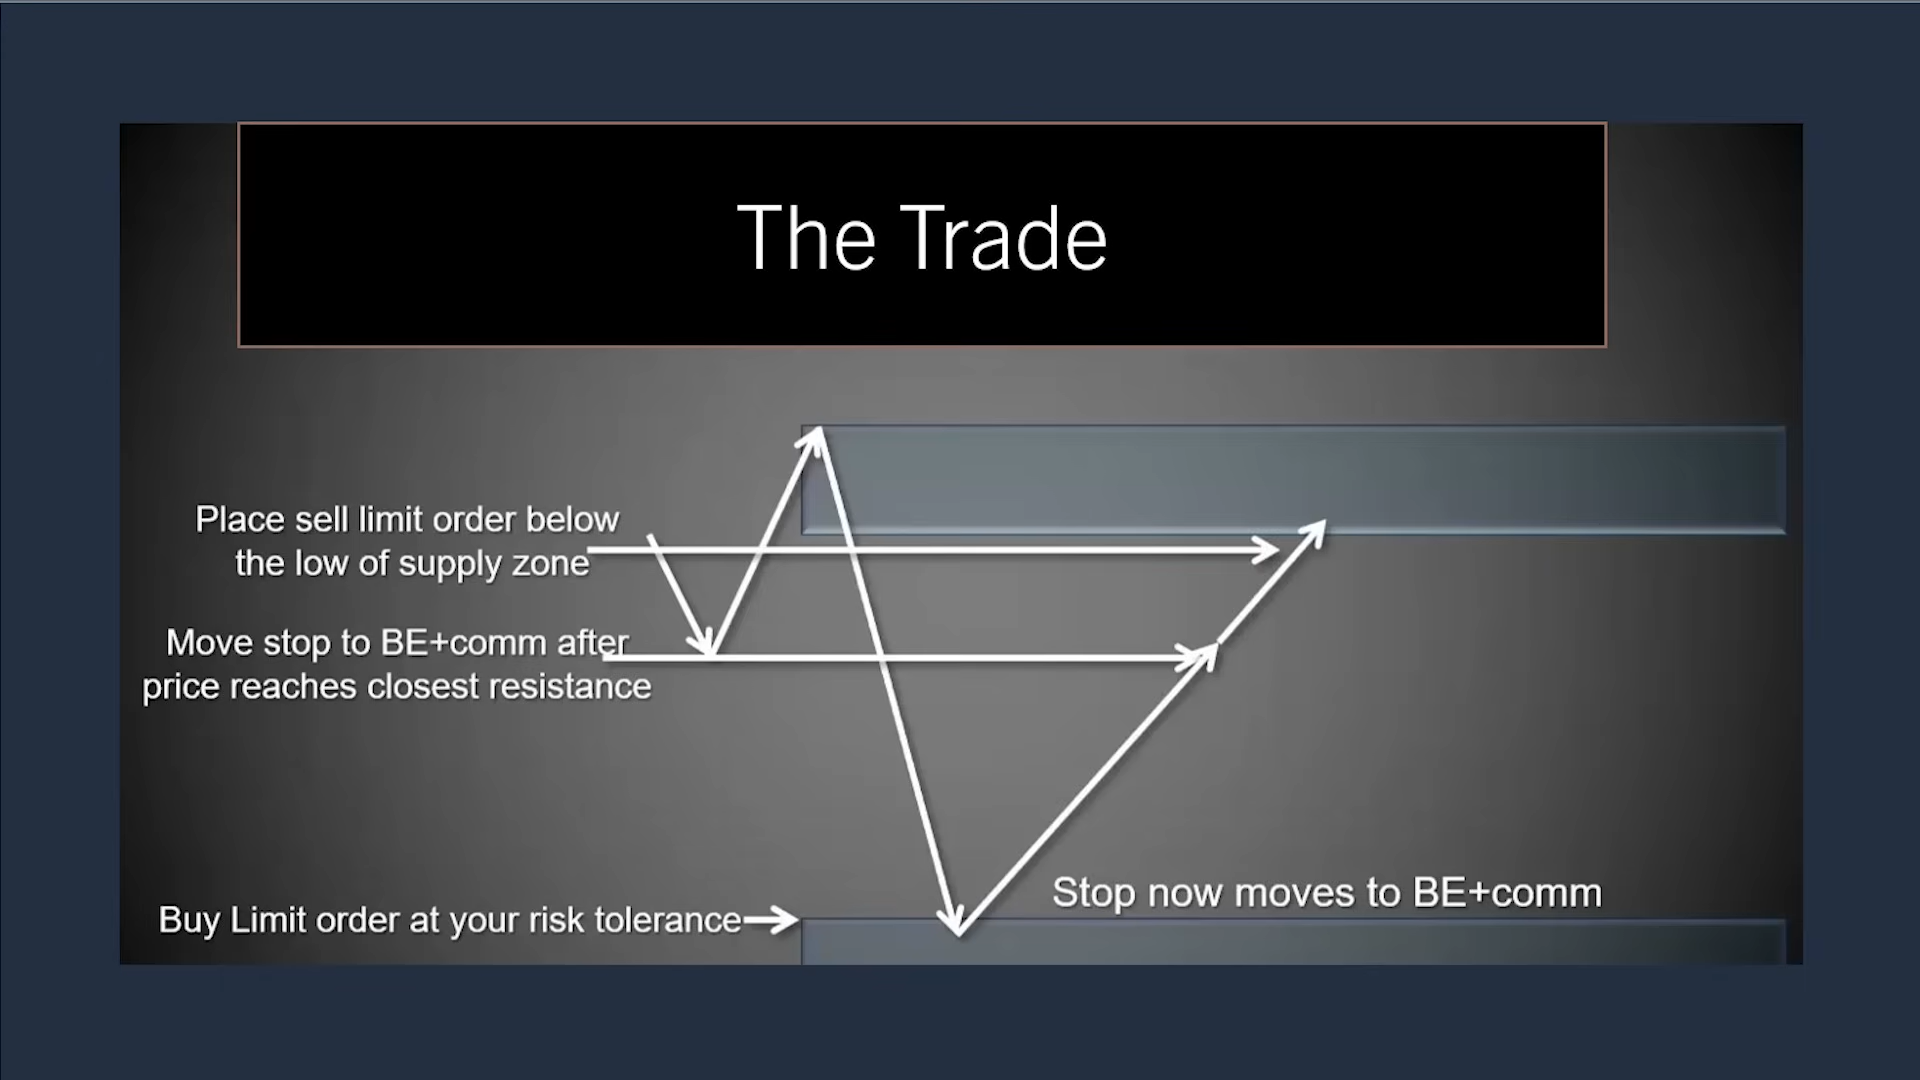 The Trade
Place sell limit order below
the low of supply zone
Move stop to BE+comm after
price reaches closest resistance
Stop now moves to BE+comm
Buy Limit order at your risk tolerance